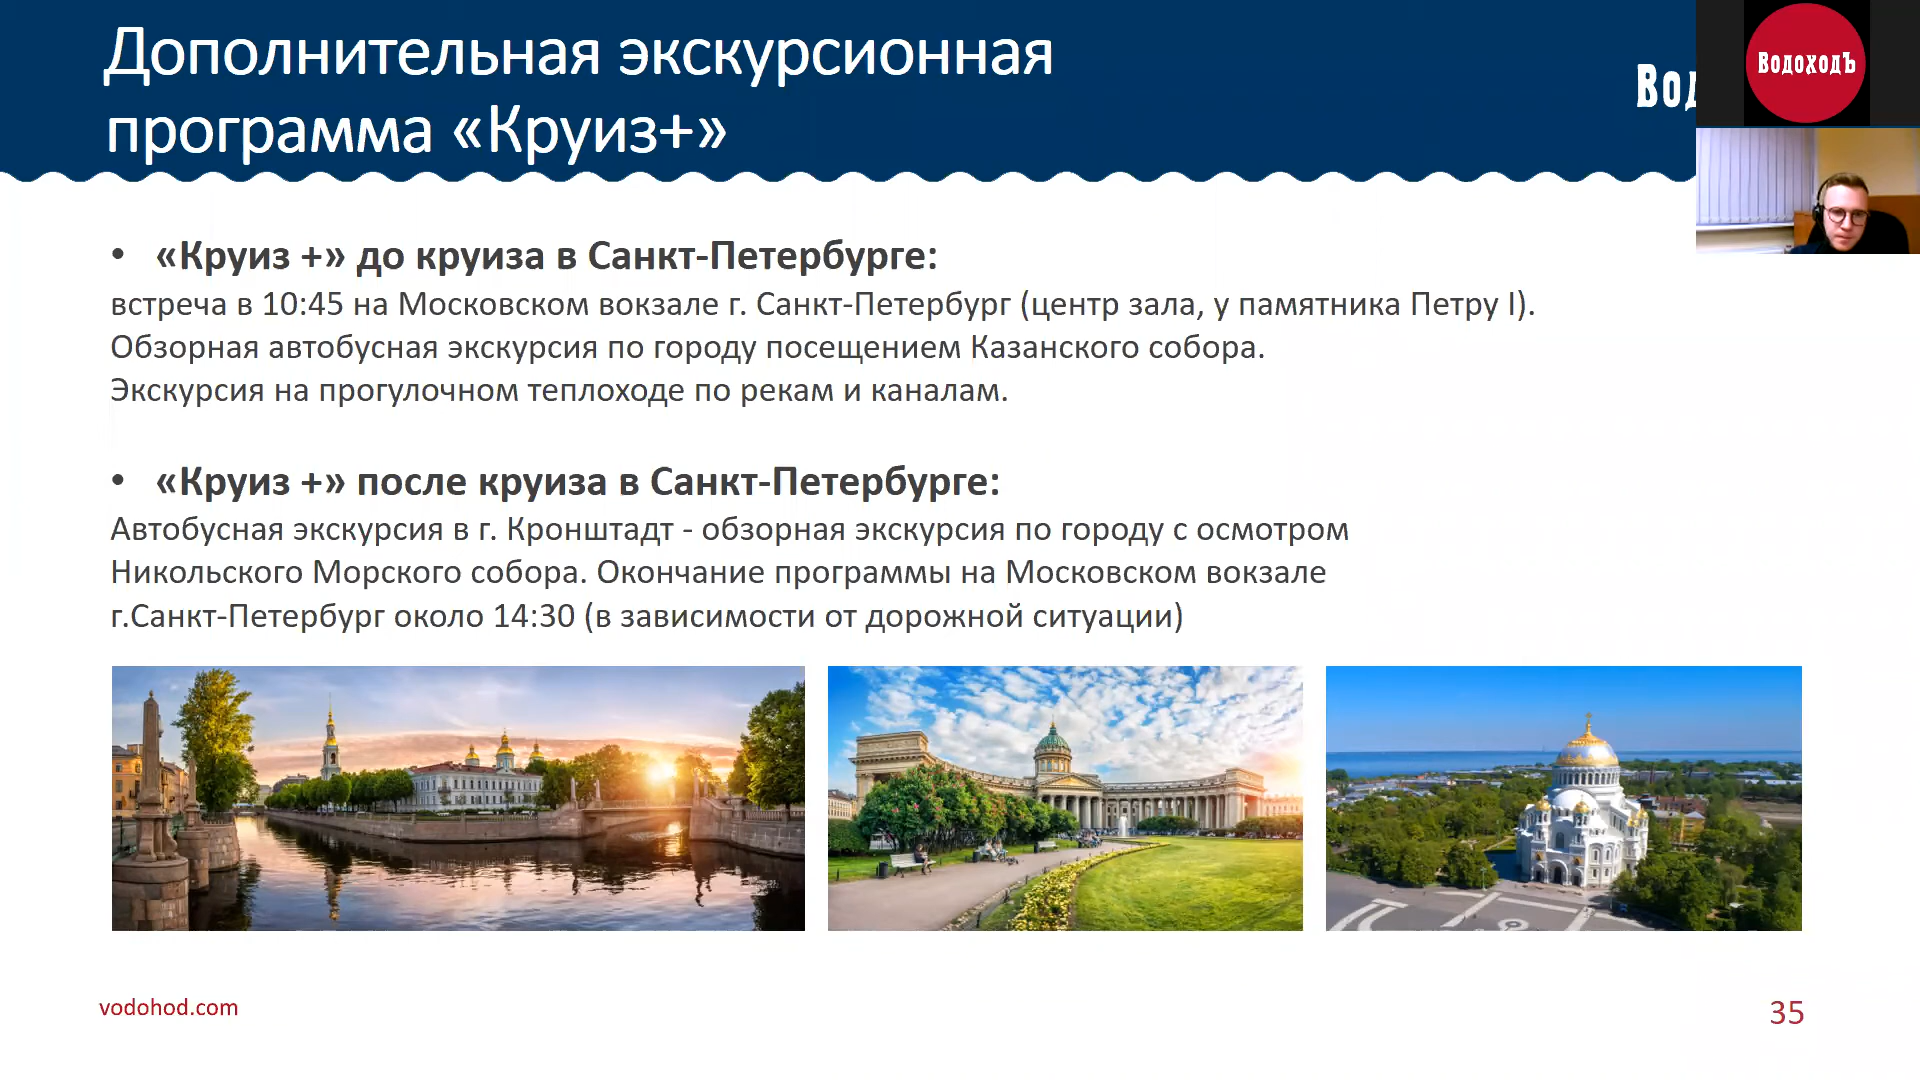 Дополнительная экскурсионная
программа «Круиз+»
ВодоходЪ
• «Круиз +» до круиза в Санкт-Петербурге:
встреча в 10:45 на Московском вокзале г. Санкт-Петербург (центр зала, у памятника Петру I).
Обзорная автобусная экскурсия по городу посещением Казанского собора.
Экскурсия на прогулочном теплоходе по рекам и каналам.
• «Круиз +» после круиза в Санкт-Петербурге:
Автобусная экскурсия в г. Кронштадт - обзорная экскурсия по городу с осмотром
Никольского Морского собора. Окончание программы на Московском вокзале
г.Санкт-Петербург около 14:30 (в зависимости от дорожной ситуации)
vodohod.com
35